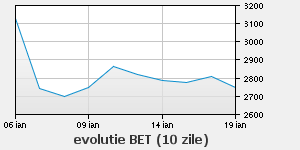 3200
3100
3000
2900
2800
2700
2600
06 ian
09 ian
14 ian
19 ian
evolutie BET (10 zile)